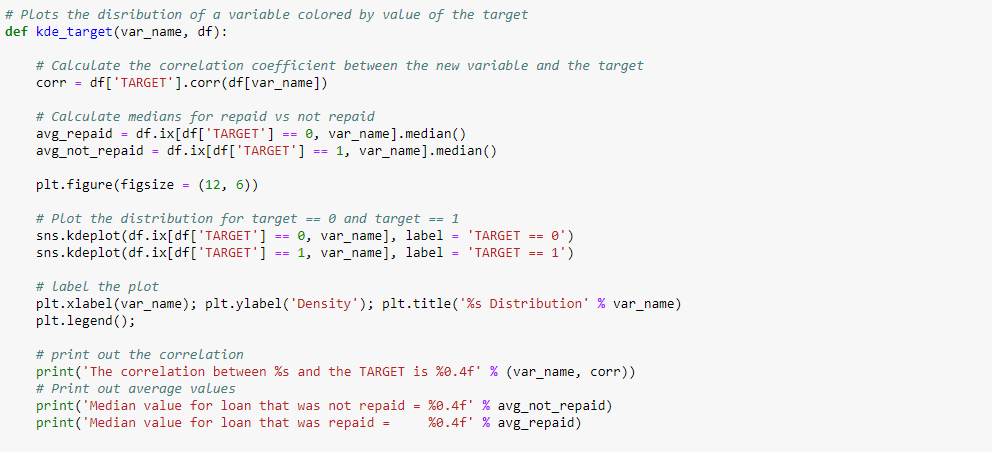 # Plots the disribution of a variable colored by value of the target
def kde_target(var_name, df):
    # Calculate the correlation coefficient between the new variable and the target
    corr = df['TARGET'].corr(df[var_name])
    # Calculate medians for repaid vs not repaid
    avg_repaid = df.ix[df['TARGET'] == 0, var_name].median()
    avg_not_repaid = df.ix[df['TARGET'] == 1, var_name].median()
    plt.figure(figsize = (12, 6))
    # Plot the distribution for target == 0 and target == 1
    sns.kdeplot(df.ix[df['TARGET'] == 0, var_name], label = 'TARGET == 0')
    sns.kdeplot(df.ix[df['TARGET'] == 1, var_name], label = 'TARGET == 1')
    # label the plot
    plt.xlabel(var_name); plt.ylabel('Density'); plt.title('%s Distribution' % var_name)
    plt.legend();
    # print out the correlation
    print('The correlation between %s and the TARGET is %0.4f' % (var_name, corr))
    # Print out average values
    print('Median value for loan that was not repaid = %0.4f' % avg_not_repaid)
    print('Median value for loan that was repaid =     %0.4f' % avg_repaid)